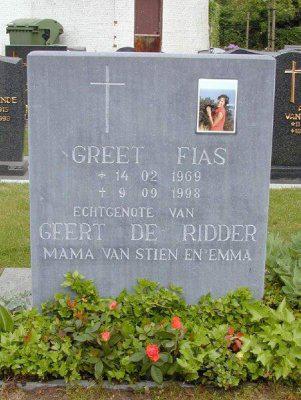 GREET FIAS
+ 14 02 1969
+ 9 09 1998
ECHTGENOTE VAN
GEERT DE RIDDER
MAMA VAN STIEN EN EMMA